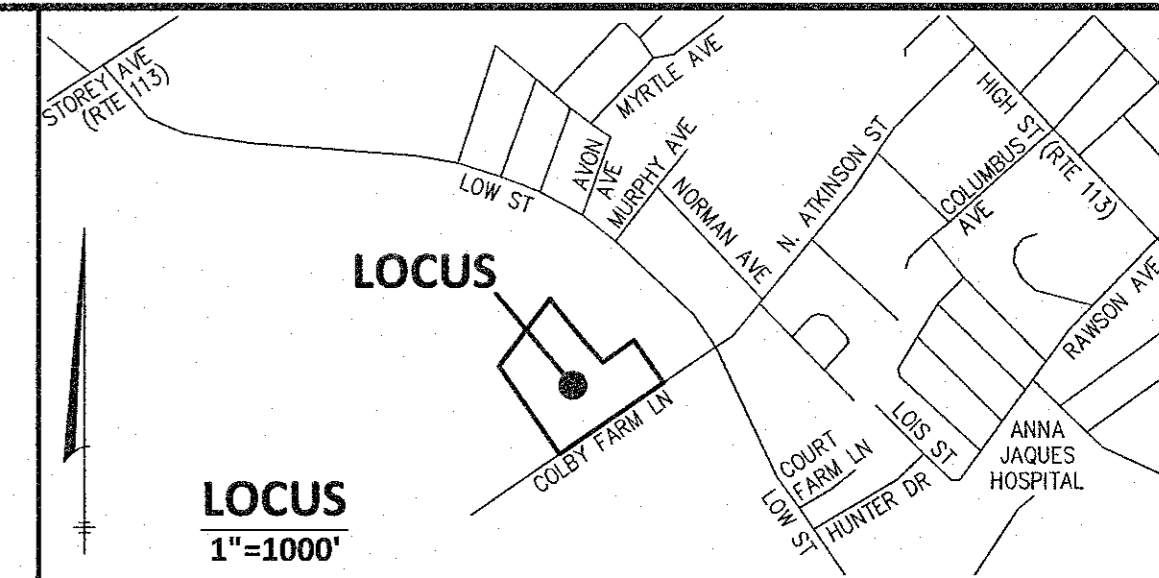 STOREY AVE
(RTE 113)
MYRTLE AVE
AVON
AVE
MURPHY AVE
LOW ST
NORMAN AVE
N. ATKINSON ST
HIGH ST
(RTE 113)
COLUMBUS
AVE
RAWSON AVE
LOCUS
COLBY FARM LN
LOIS ST
COURT
FARM LN
HUNTER DR
LOW ST
ANNA
JAQUES
HOSPITAL
LOCUS
1"=1000'